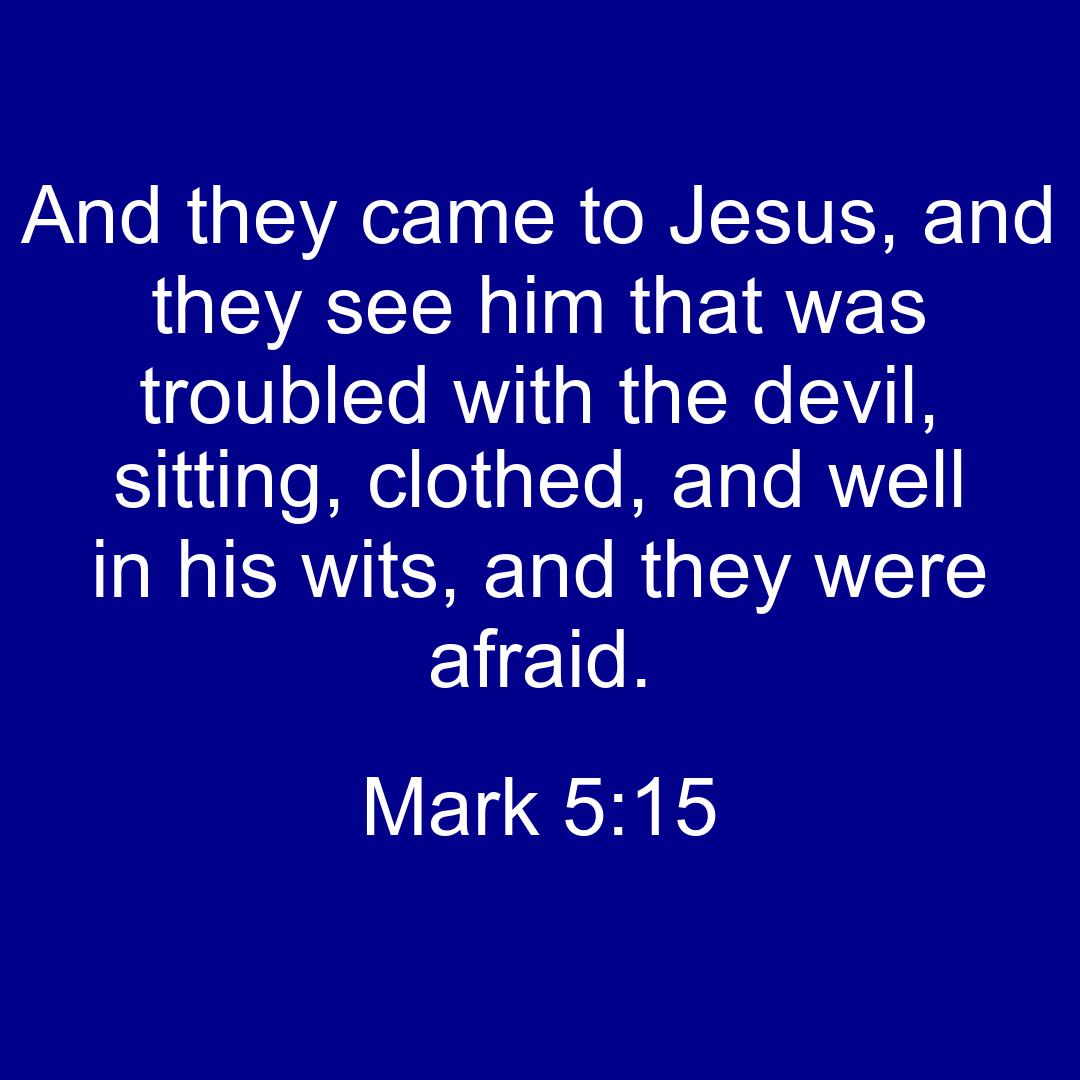 And they came to Jesus, and
they see him that was
troubled with the devil,
sitting, clothed, and well
in his wits, and they were
afraid.
Mark 5:15